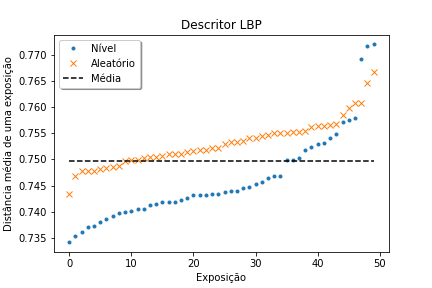 Descritor LBP
Nível
Aleatório
Média
Distância média de uma exposição
0.770
0.765
0.760
0.755
0.750
0.745
0.740
0.735
0 10 20 30 40 50
Exposição